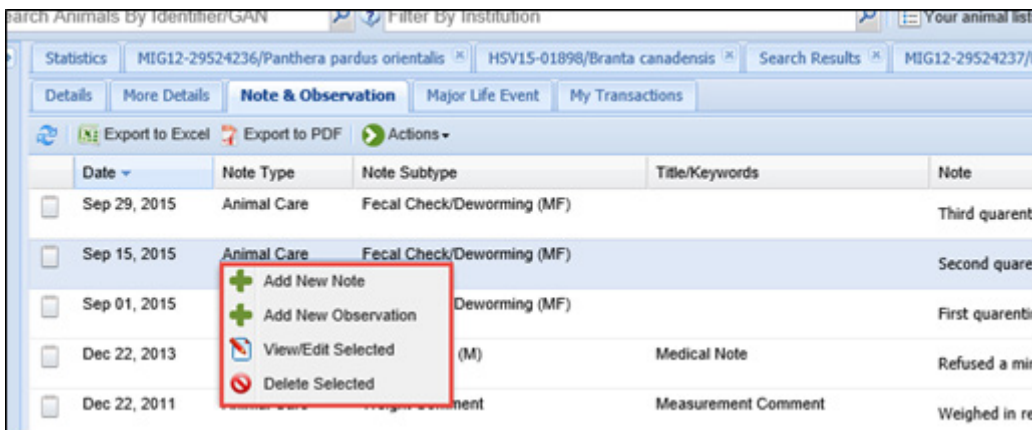 Search Animals By Identifier/GAN Filter By Institution Your animal list
Statistics MIG12-29524236/Panthera pardus orientalis HSV15-01898/Branta canadensis Search Results MIG12-29524237/
Details More Details Note & Observation Major Life Event My Transactions
Export to Excel Export to PDF Actions
Date Note Type Note Subtype Title/Keywords Note
Sep 29, 2015 Animal Care Fecal Check/Deworming (MF) Third quarent
Sep 15, 2015 Animal Care Fecal Check/Deworming (MF) Second quare
Add New Note
Sep 01, 2015 Deworming (MF) First quarenti
Add New Observation
View/Edit Selected
Dec 22, 2013 (M) Medical Note Refused a mi
Delete Selected
Dec 22, 2011 Animal Care Weight Comment Measurement Comment Weighed in re